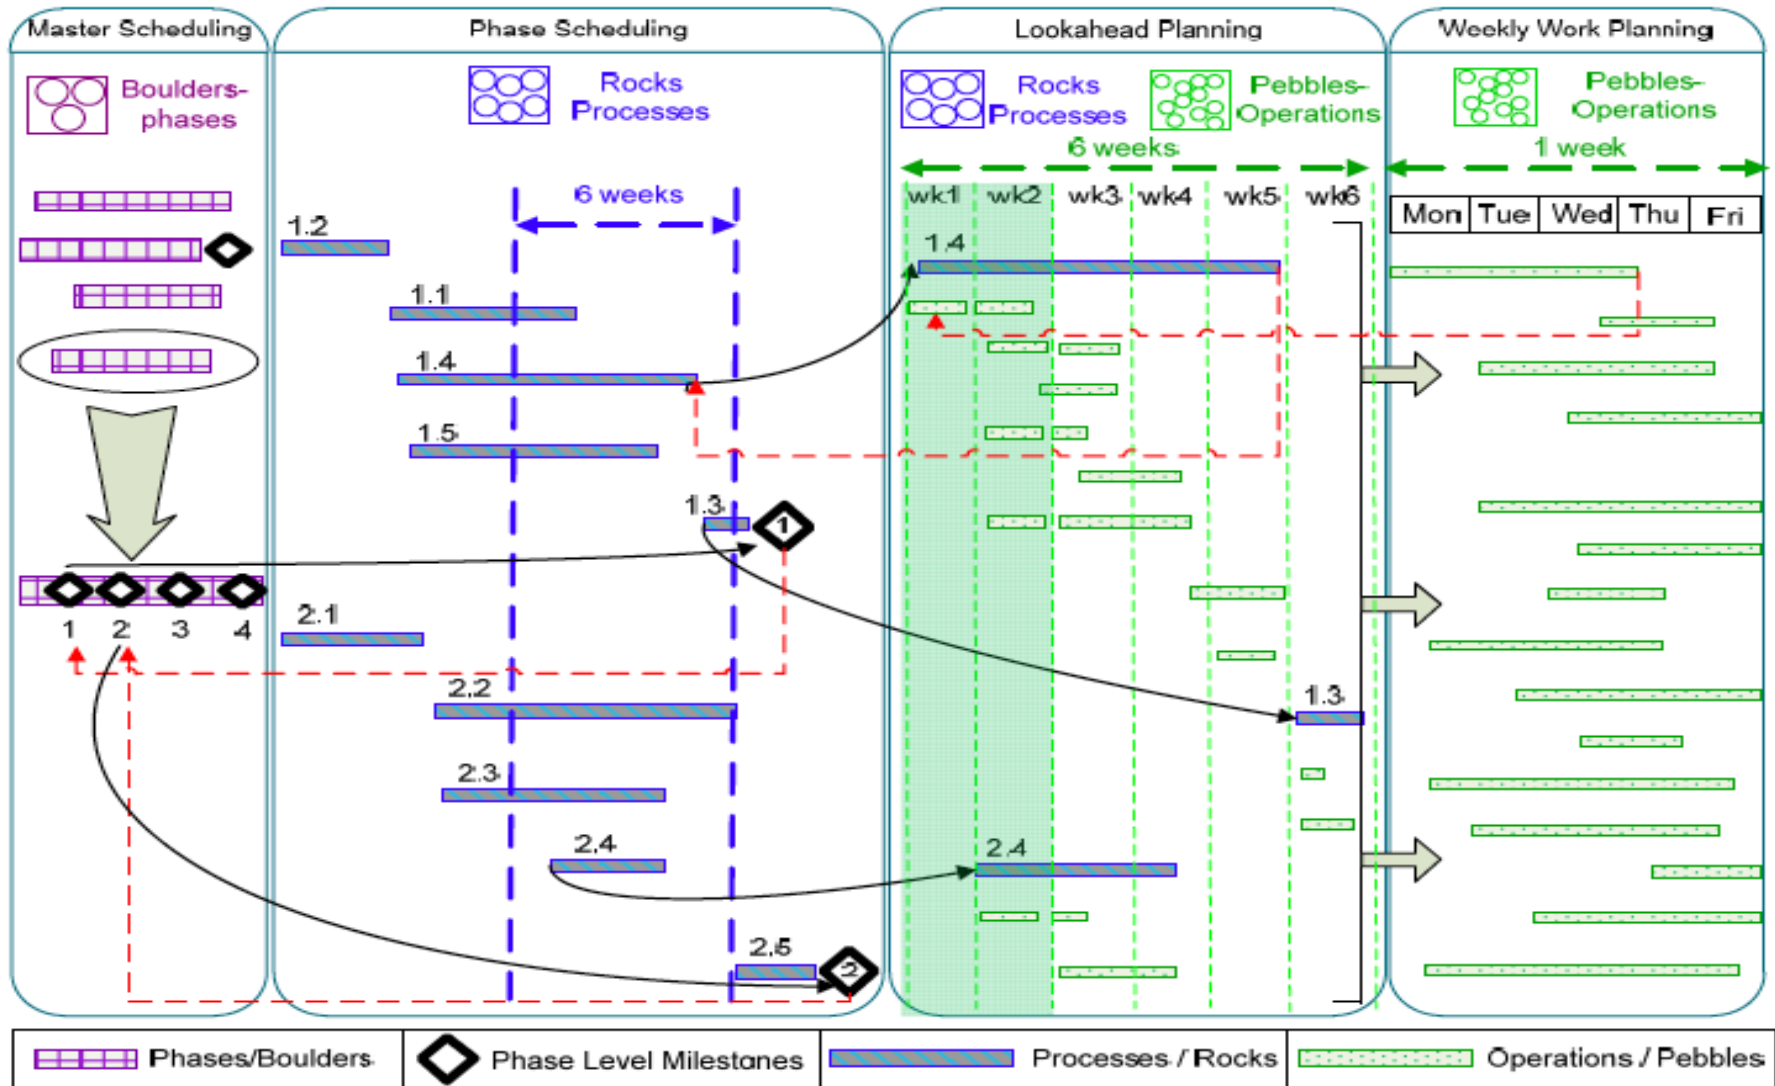 Master Scheduling
Phase Scheduling
Lookahead Planning
Weekly Work Planning
Boulders-
phases
Rocks
Processes
Rocks
Processes
Pebbles-
Operations
Pebbles-
Operations
6 weeks
6 weeks
1 week
wk1 wk2 wk3 wk4 wk5 wk6
Mon Tue Wed Thu Fri
1.2
1.1
1.4
1.5
1.3
1
2.1
2.2
2.3
2.4
2.5
2
1 2 3 4
1.4
1.3
2.4
Phases/Boulders
Phase Level Milestones
Processes / Rocks
Operations / Pebbles